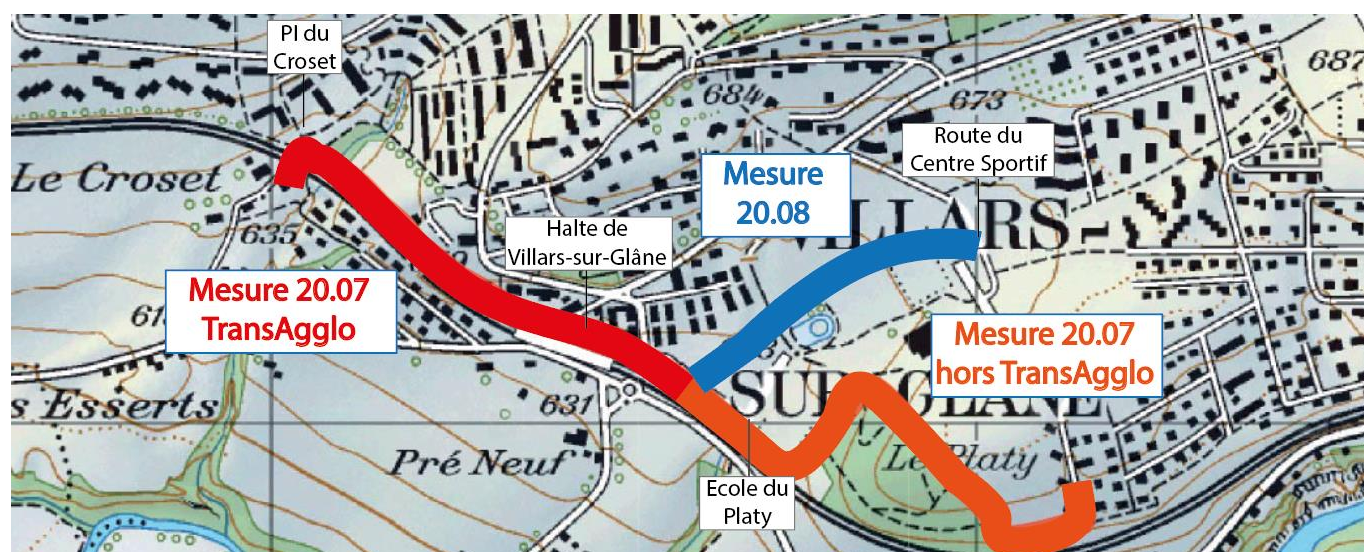 PI du
Croset
687
684
673
Route du
Centre Sportif
Le Croset
Mesure
20.08
VILLARS-
635
Halte de
Villars-sur-Glâne
Mesure 20.07
TransAgglo
Mesure 20.07
hors TransAgglo
s Esserts
631
SUR-GLÂNE
Pré Neuf
Le Platy
Ecole du
Platy